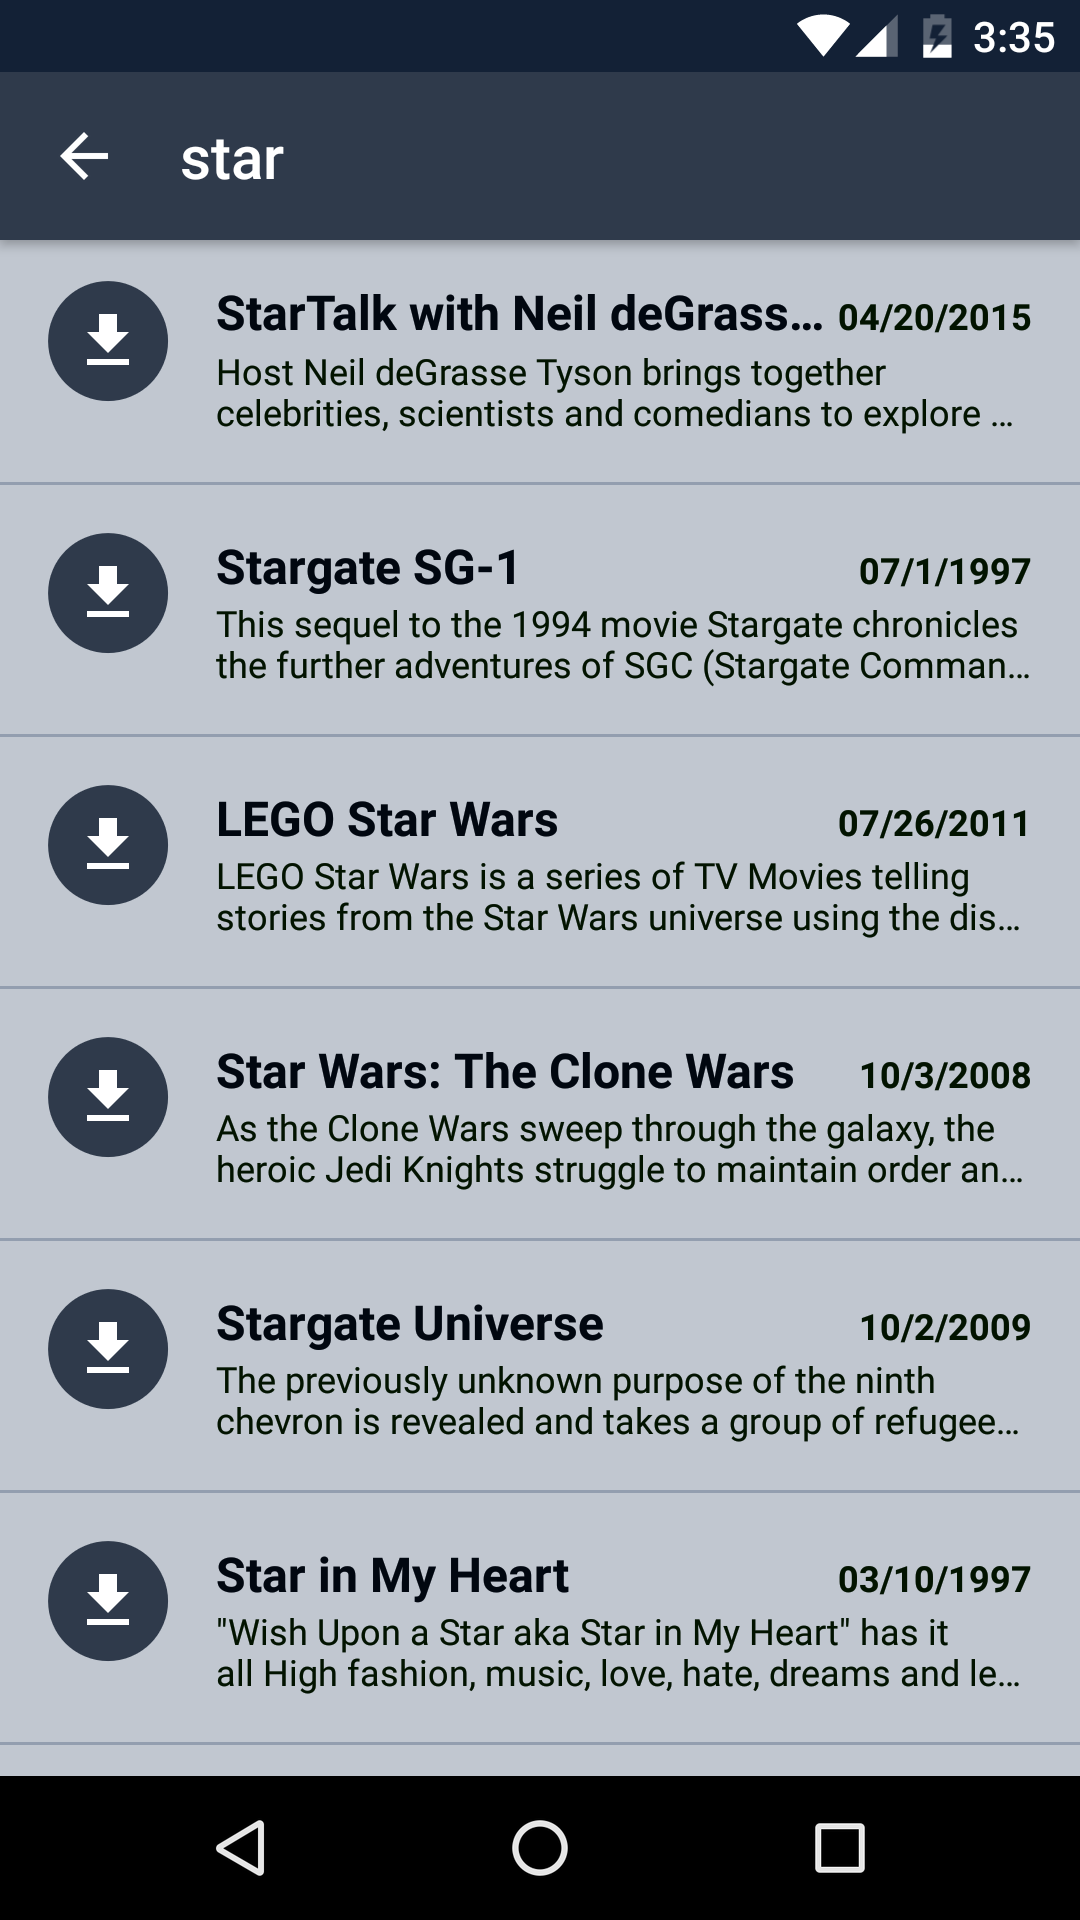 3:35
star
StarTalk with Neil deGrass… 04/20/2015
Host Neil deGrasse Tyson brings together
celebrities, scientists and comedians to explore …
Stargate SG-1 07/1/1997
This sequel to the 1994 movie Stargate chronicles
the further adventures of SGC (Stargate Comman…
LEGO Star Wars 07/26/2011
LEGO Star Wars is a series of TV Movies telling
stories from the Star Wars universe using the dis…
Star Wars: The Clone Wars 10/3/2008
As the Clone Wars sweep through the galaxy, the
heroic Jedi Knights struggle to maintain order an…
Stargate Universe 10/2/2009
The previously unknown purpose of the ninth
chevron is revealed and takes a group of refugee…
Star in My Heart 03/10/1997
"Wish Upon a Star aka Star in My Heart" has it
all High fashion, music, love, hate, dreams and le…